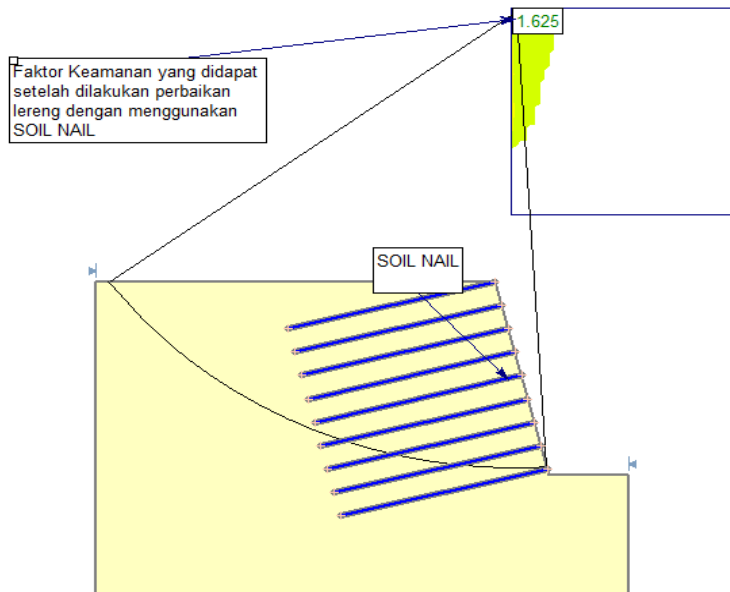 1.625
Faktor Keamanan yang didapat
setelah dilakukan perbaikan
lereng dengan menggunakan
SOIL NAIL
SOIL NAIL